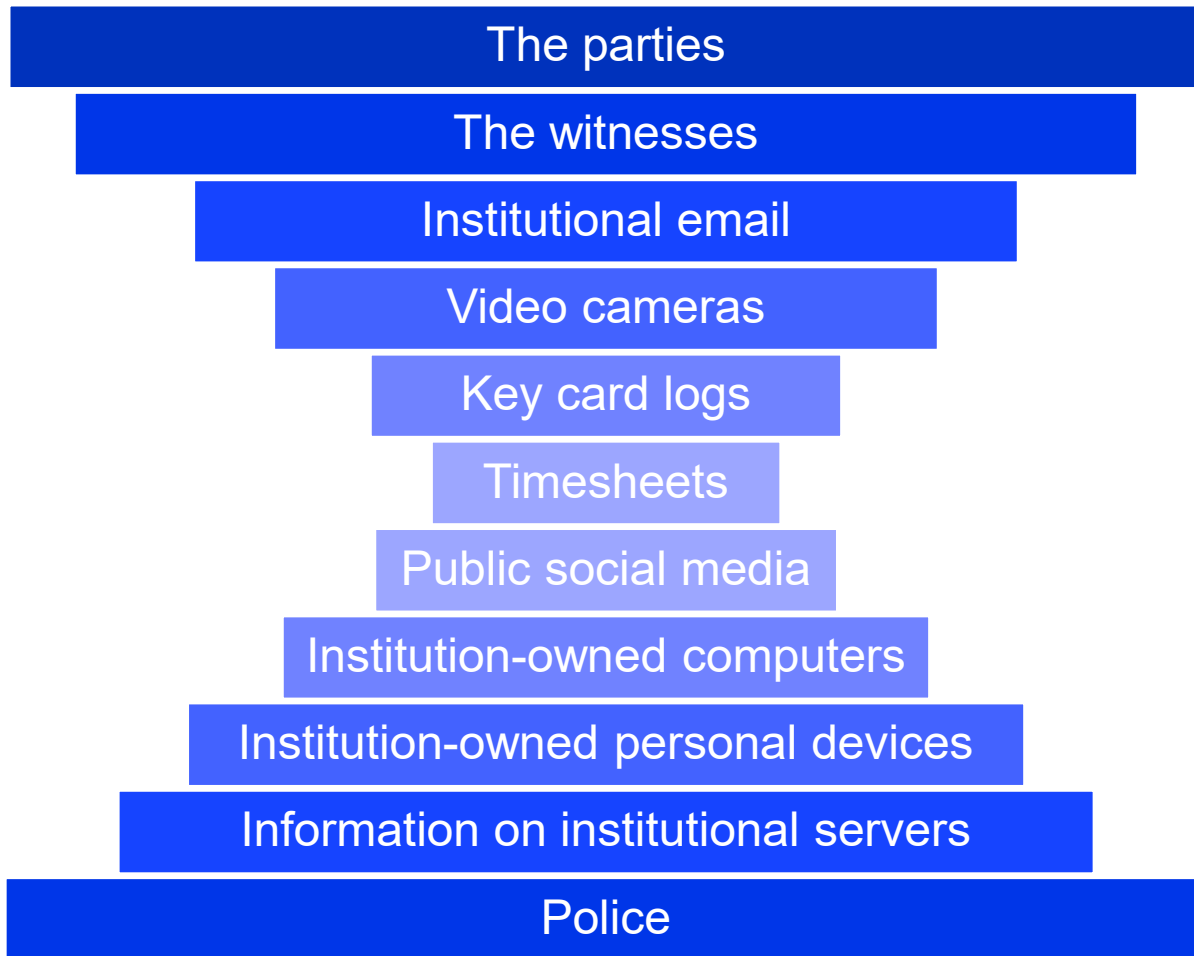 The parties
The witnesses
Institutional email
Video cameras
Key card logs
Timesheets
Public social media
Institution-owned computers
Institution-owned personal devices
Information on institutional servers
Police